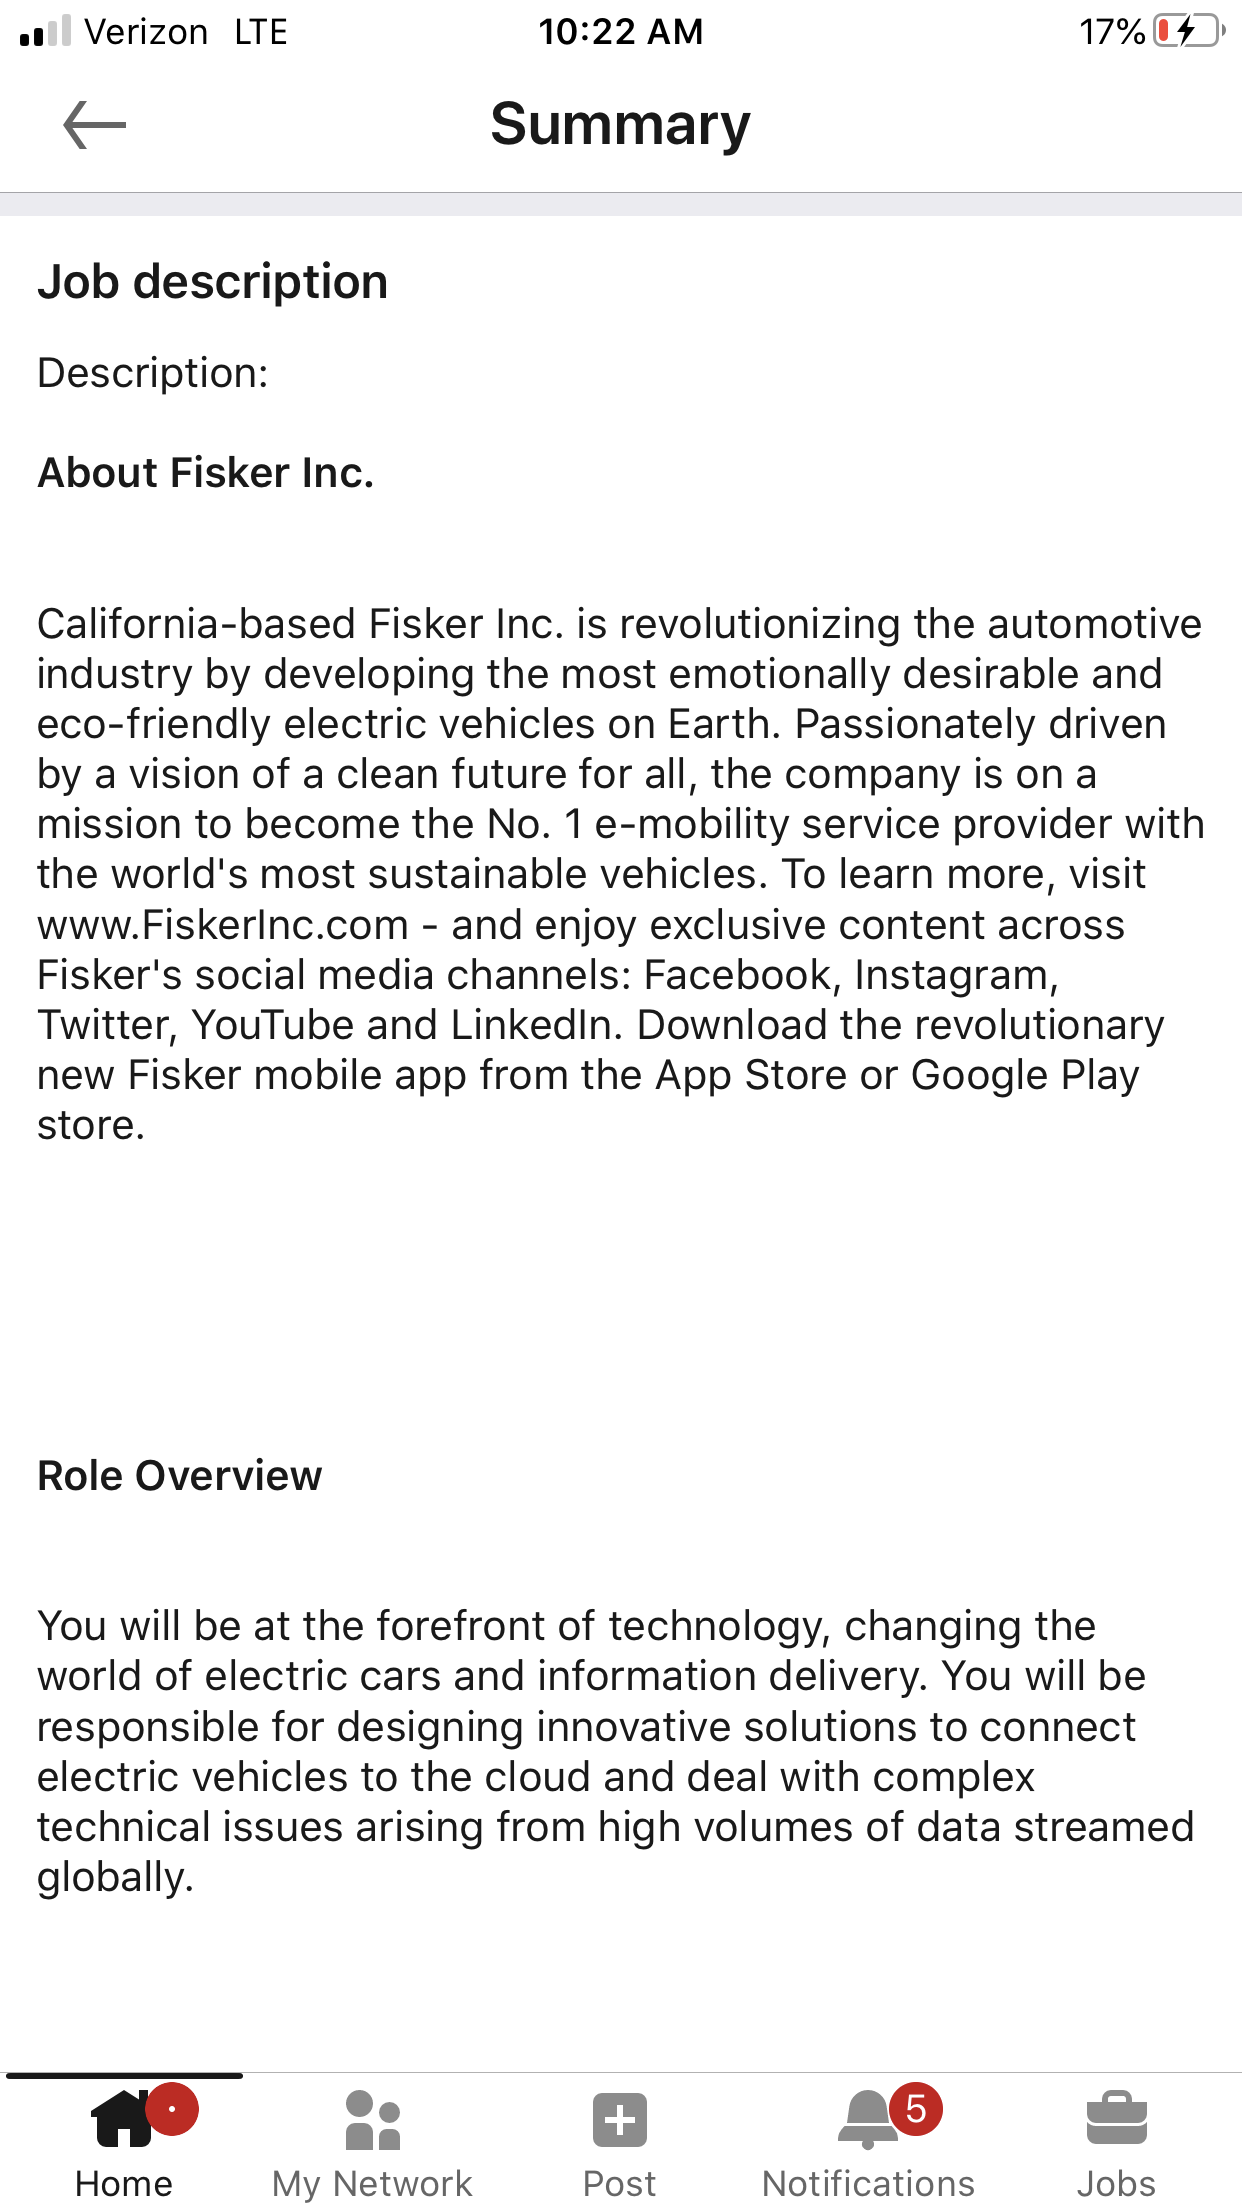 Verizon LTE 10:22 AM 17%
Summary
Job description
Description:
About Fisker Inc.
California-based Fisker Inc. is revolutionizing the automotive
industry by developing the most emotionally desirable and
eco-friendly electric vehicles on Earth. Passionately driven
by a vision of a clean future for all, the company is on a
mission to become the No. 1 e-mobility service provider with
the world's most sustainable vehicles. To learn more, visit
www.FiskerInc.com - and enjoy exclusive content across
Fisker's social media channels: Facebook, Instagram,
Twitter, YouTube and LinkedIn. Download the revolutionary
new Fisker mobile app from the App Store or Google Play
store.
Role Overview
You will be at the forefront of technology, changing the
world of electric cars and information delivery. You will be
responsible for designing innovative solutions to connect
electric vehicles to the cloud and deal with complex
technical issues arising from high volumes of data streamed
globally.
5
Home My Network Post Notifications Jobs